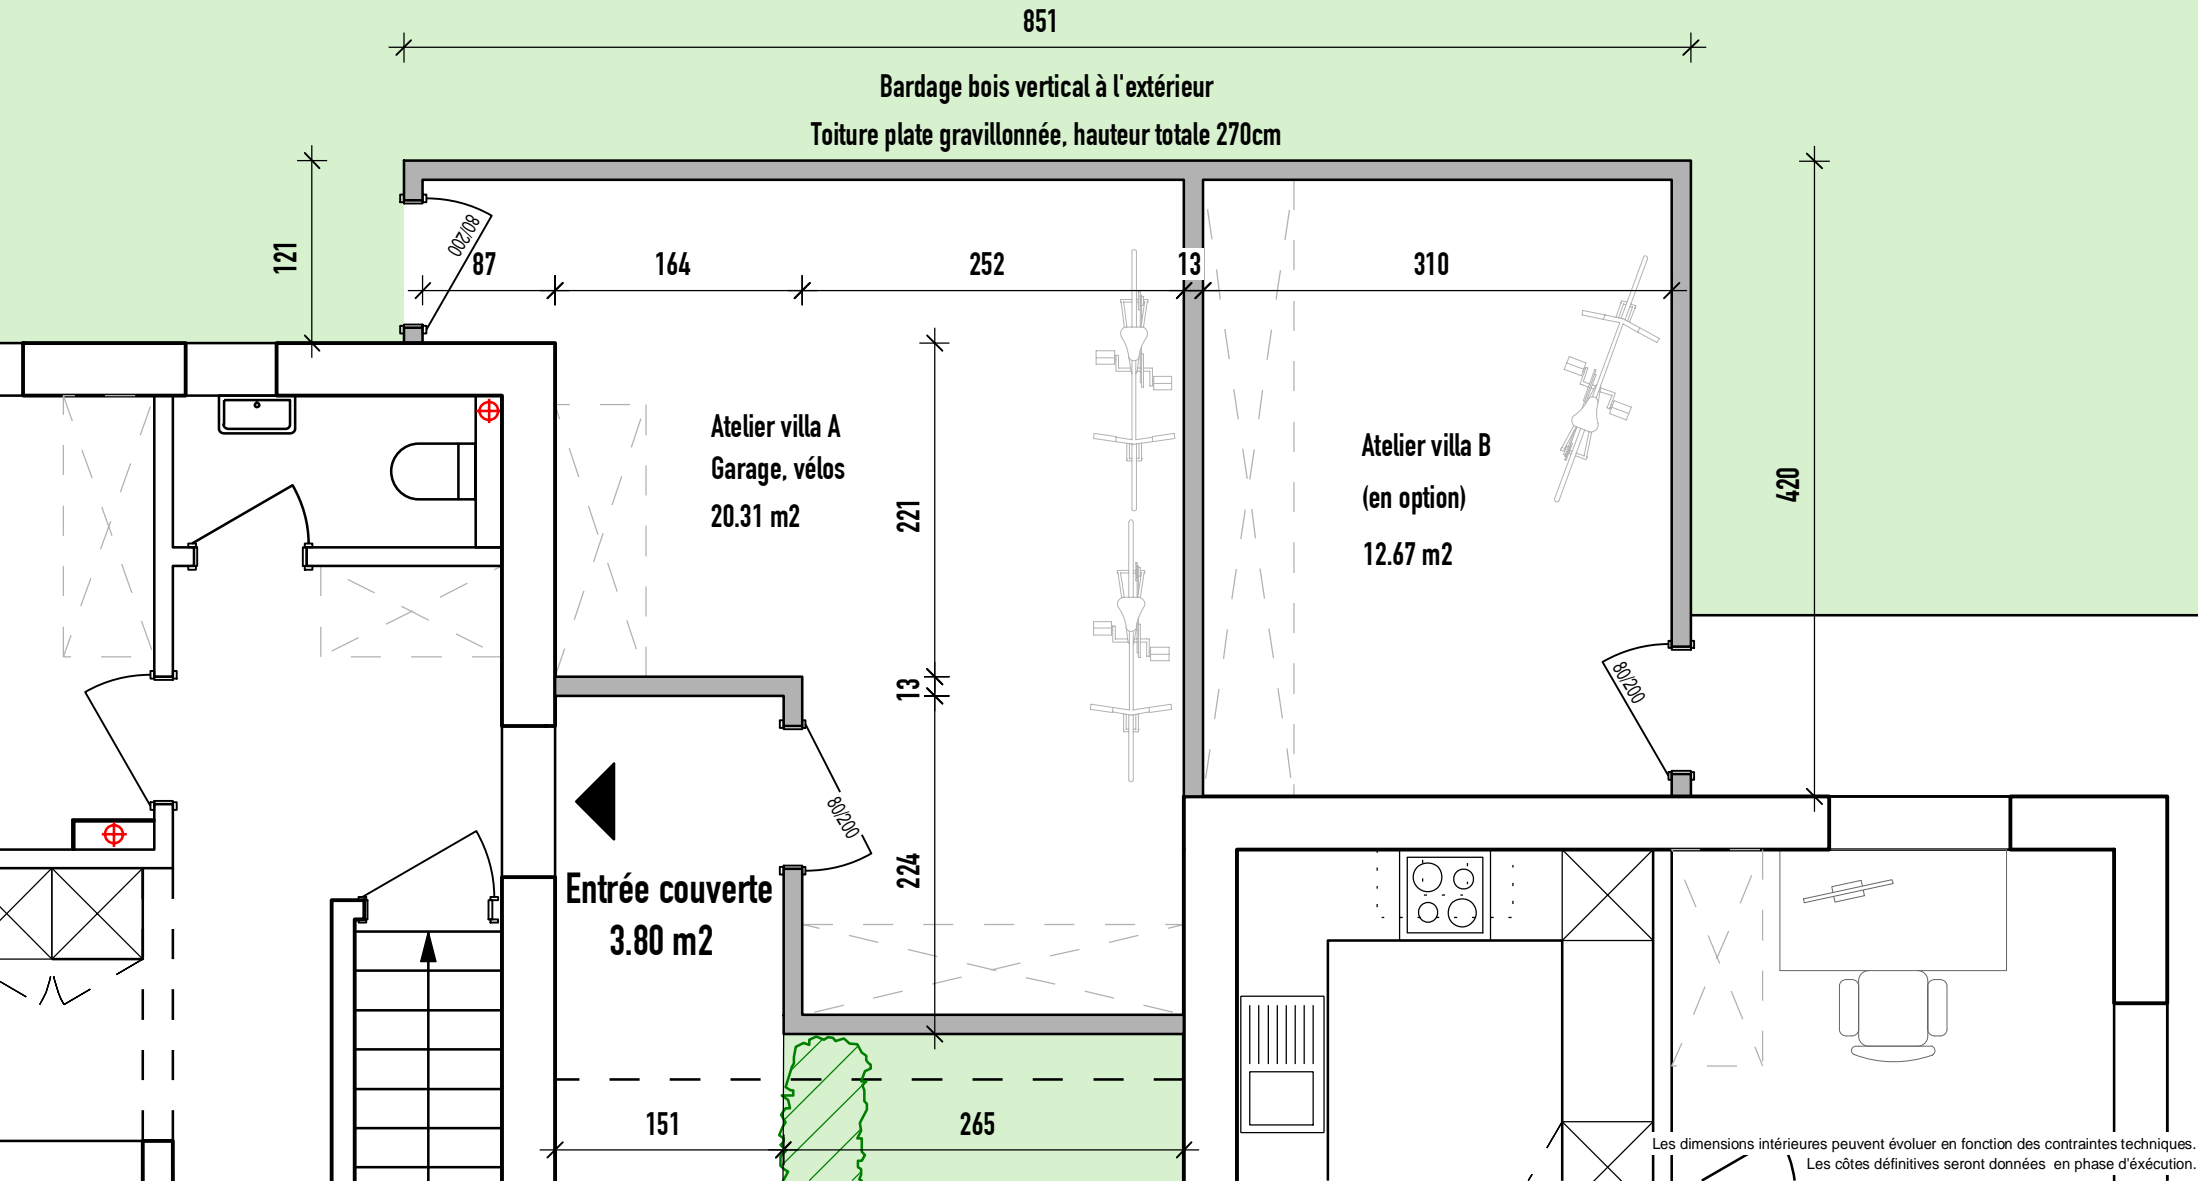 851
Bardage bois vertical à l'extérieur
Toiture plate gravillonnée, hauteur totale 270cm
121
80/200
87
164
252
13
310
Atelier villa A
Garage, vélos
20.31 m2
221
Atelier villa B
(en option)
12.67 m2
420
13
80/200
80/200
224
Entrée couverte
3.80 m2
151
265
Les dimensions intérieures peuvent évoluer en fonction des contraintes techniques.
Les côtes définitives seront données en phase d'éxécution.